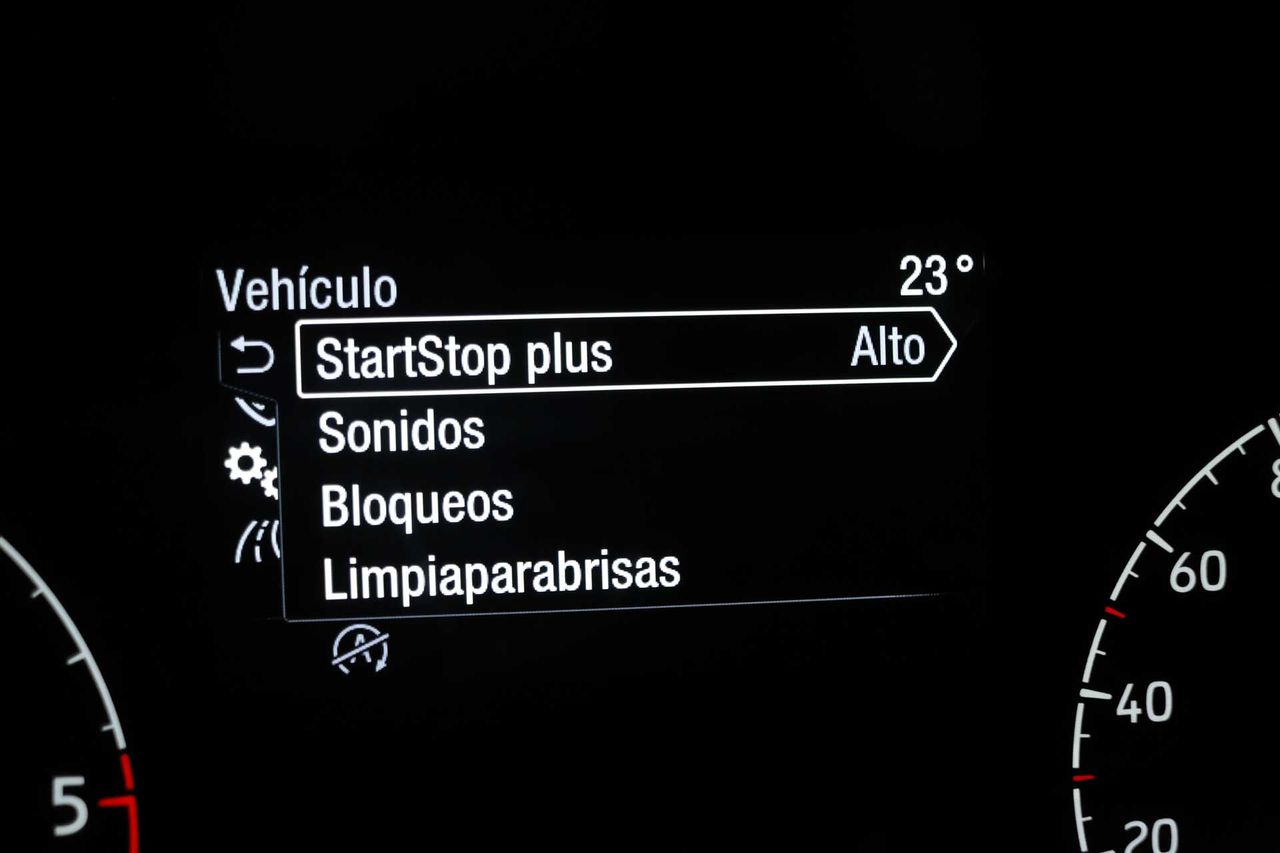 Vehículo 23°
StartStop plus Alto
Sonidos
Bloqueos
Limpiaparabrisas
A
60
40
20
5